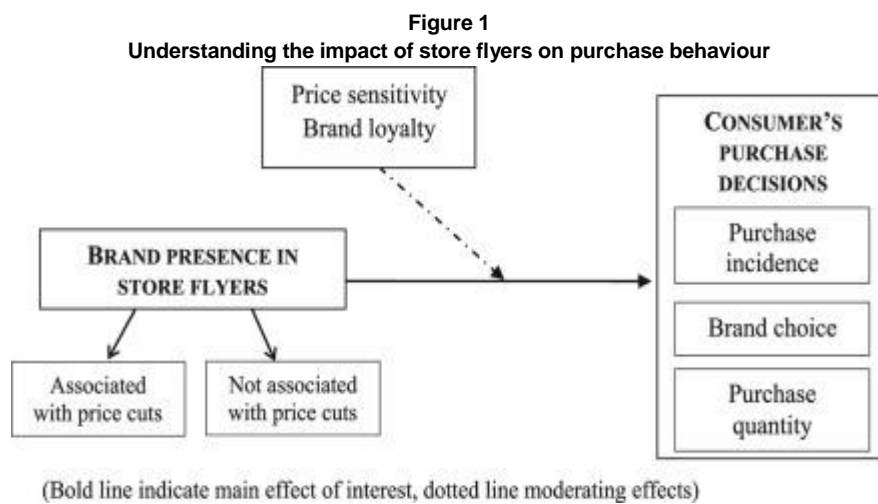 Figure 1
Understanding the impact of store flyers on purchase behaviour
Price sensitivity
Brand loyalty
CONSUMER'S
PURCHASE
DECISIONS
BRAND PRESENCE IN
STORE FLYERS
Purchase
incidence
Brand choice
Associated
with price cuts
Not associated
with price cuts
Purchase
quantity
(Bold line indicate main effect of interest, dotted line moderating effects)